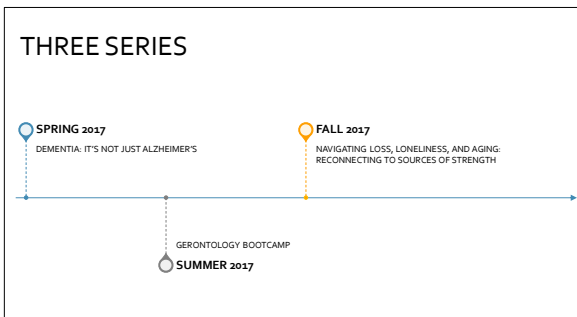 THREE SERIES
SPRING 2017
DEMENTIA: IT'S NOT JUST ALZHEIMER'S
FALL 2017
NAVIGATING LOSS, LONELINESS, AND AGING:
RECONNECTING TO SOURCES OF STRENGTH
GERONTOLOGY BOOTCAMP
SUMMER 2017